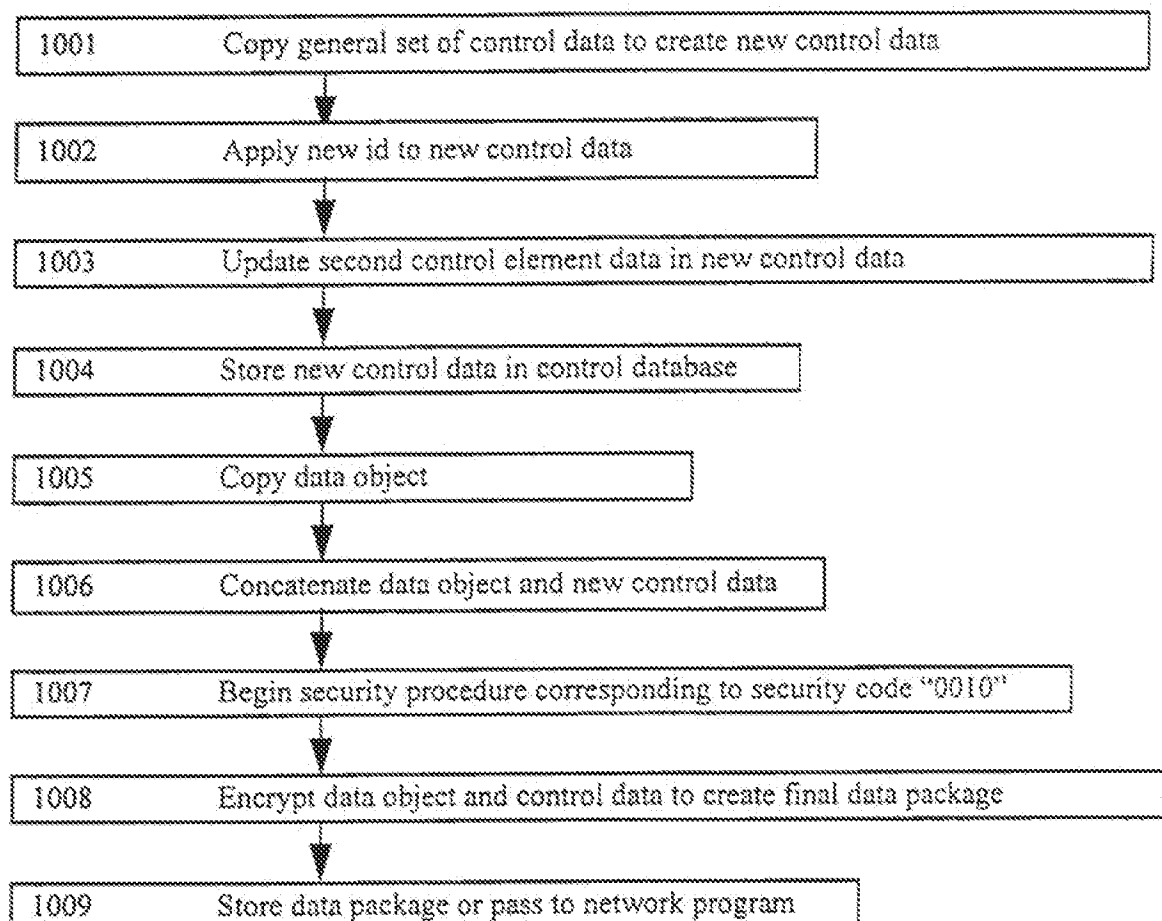 1001 Copy general set of control data to create new control data
1002 Apply new id to new control data
1003 Update second control element data in new control data
1004 Store new control data in control database
1005 Copy data object
1006 Concatenate data object and new control data
1007 Begin security procedure corresponding to security code "0010"
1008 Encrypt data object and control data to create final data package
1009 Store data package or pass to network program